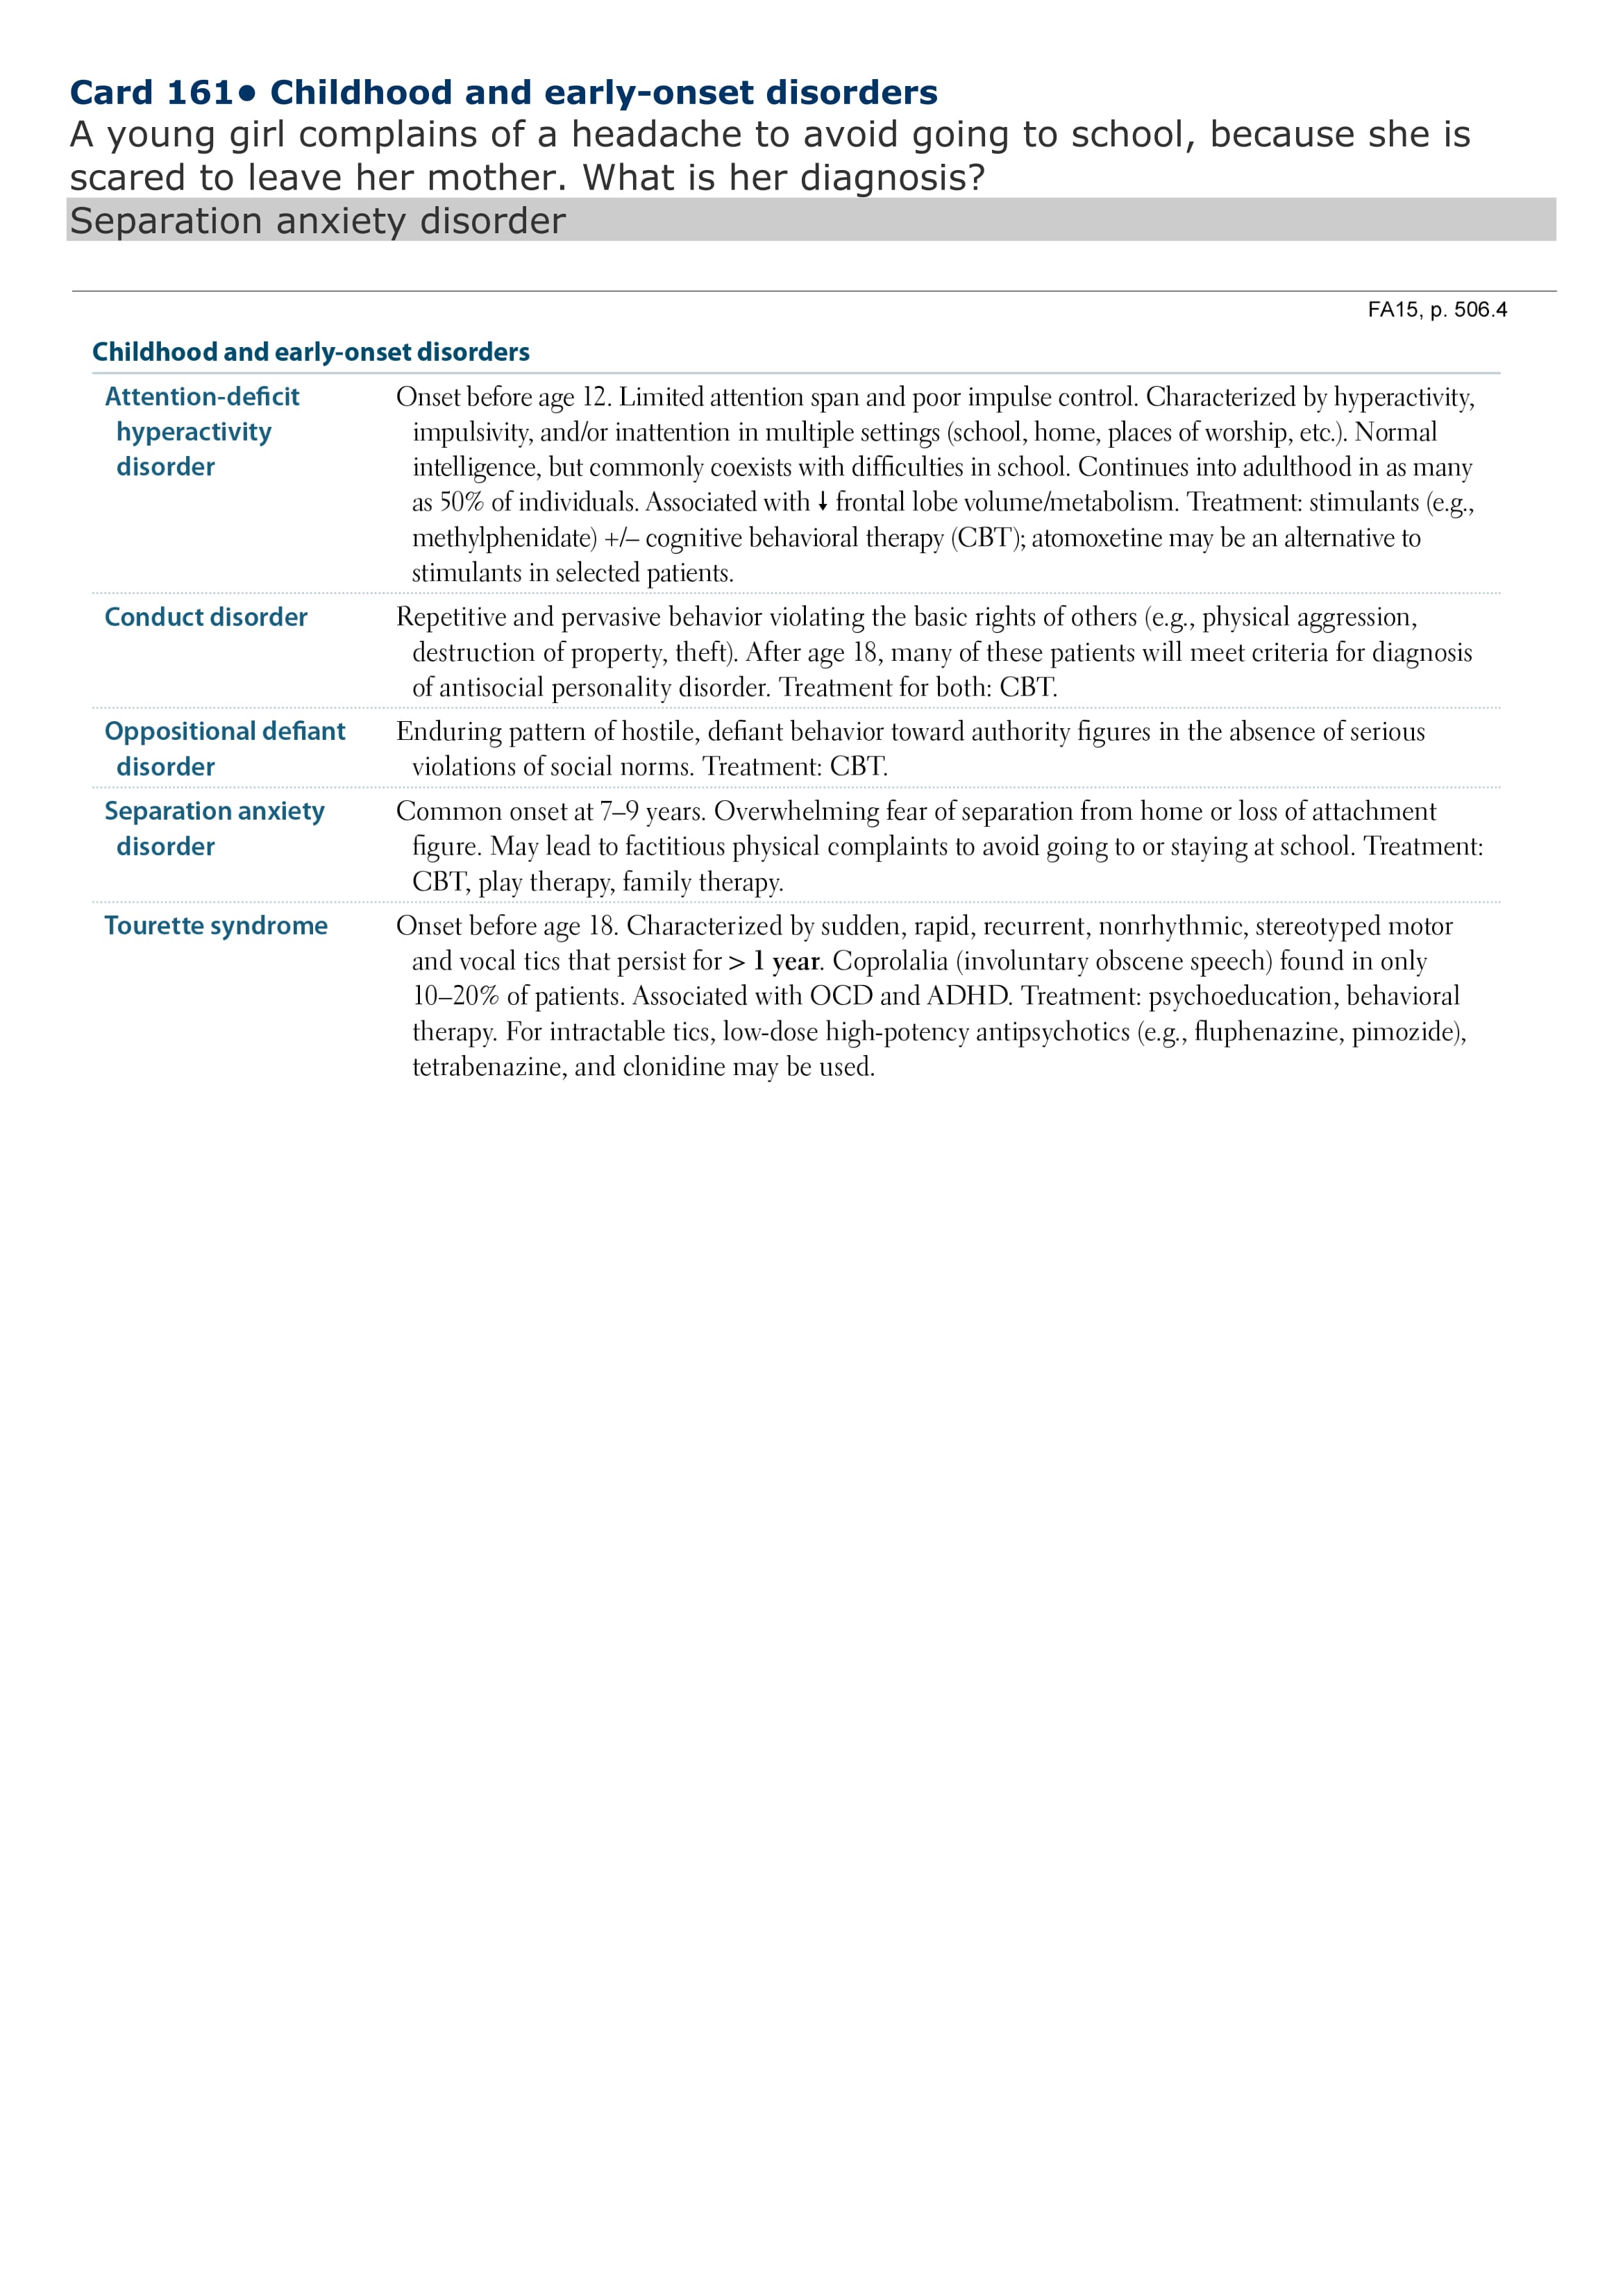 Card 161• Childhood and early-onset disorders
A young girl complains of a headache to avoid going to school, because she is
scared to leave her mother. What is her diagnosis?
Separation anxiety disorder
FA15, p. 506.4
Childhood and early-onset disorders
Attention-deficit
hyperactivity
disorder
Onset before age 12. Limited attention span and poor impulse control. Characterized by hyperactivity,
impulsivity, and/or inattention in multiple settings (school, home, places of worship, etc.). Normal
intelligence, but commonly coexists with difficulties in school. Continues into adulthood in as many
as 50% of individuals. Associated with ↓ frontal lobe volume/metabolism. Treatment: stimulants (e.g.,
methylphenidate) +/– cognitive behavioral therapy (CBT); atomoxetine may be an alternative to
stimulants in selected patients.
Conduct disorder
Repetitive and pervasive behavior violating the basic rights of others (e.g., physical aggression,
destruction of property, theft). After age 18, many of these patients will meet criteria for diagnosis
of antisocial personality disorder. Treatment for both: CBT.
Oppositional defiant
disorder
Enduring pattern of hostile, defiant behavior toward authority figures in the absence of serious
violations of social norms. Treatment: CBT.
Separation anxiety
disorder
Common onset at 7–9 years. Overwhelming fear of separation from home or loss of attachment
figure. May lead to factitious physical complaints to avoid going to or staying at school. Treatment:
CBT, play therapy, family therapy.
Tourette syndrome
Onset before age 18. Characterized by sudden, rapid, recurrent, nonrhythmic, stereotyped motor
and vocal tics that persist for > 1 year. Coprolalia (involuntary obscene speech) found in only
10–20% of patients. Associated with OCD and ADHD. Treatment: psychoeducation, behavioral
therapy. For intractable tics, low-dose high-potency antipsychotics (e.g., fluphenazine, pimozide),
tetrabenazine, and clonidine may be used.